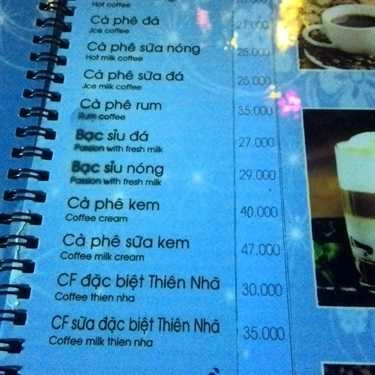 Hot coffee
Cà phê đá 27.000
Jce coffee
Cà phê sữa nóng 25.000
Hot milk coffee
Cà phê sữa đá 26.000
Jce milk coffee
Cà phê rum 35.000
Rum coffee
Bạc sỉu đá 27.000
Passion with fresh milk
Bạc sỉu nóng 29.000
Passion with fresh milk
Cà phê kem 40.000
Coffee cream
Cà phê sữa kem 47.000
Coffee milk cream
CF đặc biệt Thiên Nhã 30.000
Coffee thien nha
CF sữa đặc biệt Thiên Nhã 35.000
Coffee milk thien nha